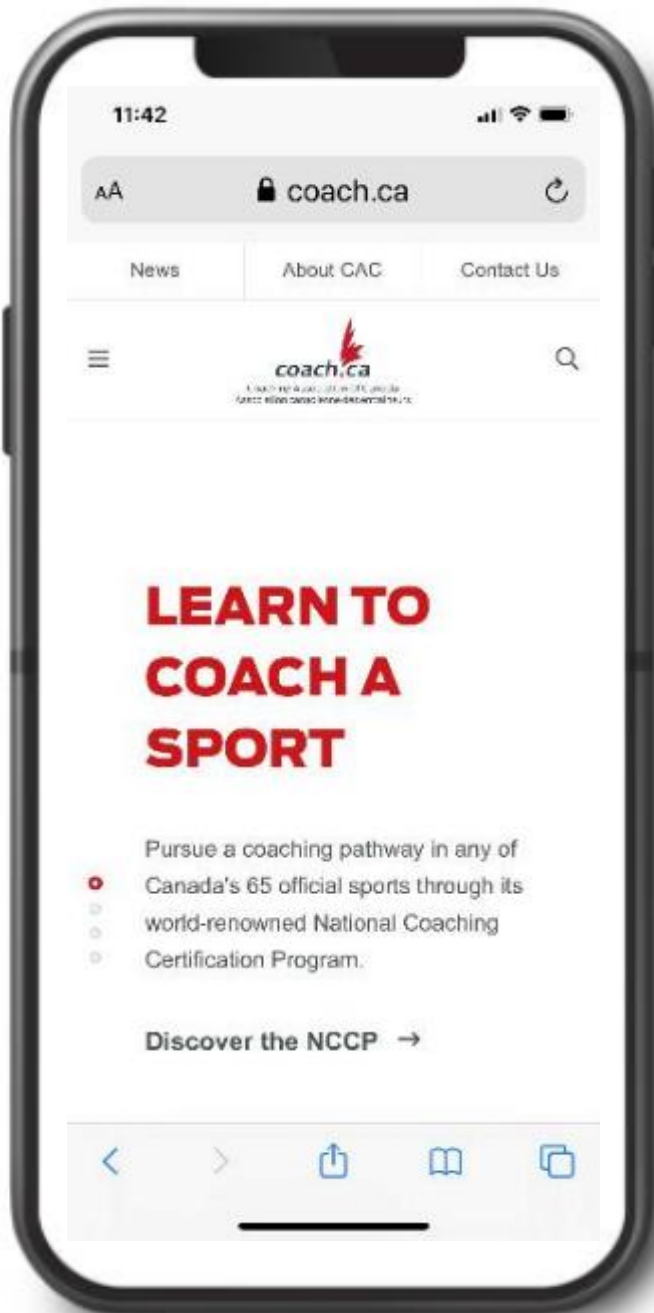 11:42
AA coach.ca
News About CAC Contact Us
coach.ca
LEARN TO
COACH A
SPORT
Pursue a coaching pathway in any of
Canada's 65 official sports through its
world-renowned National Coaching
Certification Program.
Discover the NCCP →